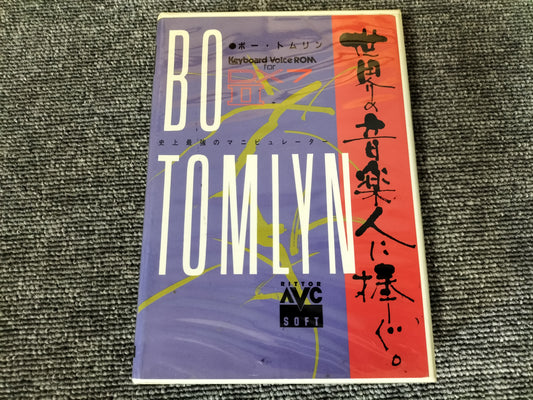 BO
●ボー・トムリン
Keyboard Voice ROM
for
史上最強のマニピュレーター
TOMLYN
世界の音楽人に捧ぐ。
RITTOR
AVC
SOFT